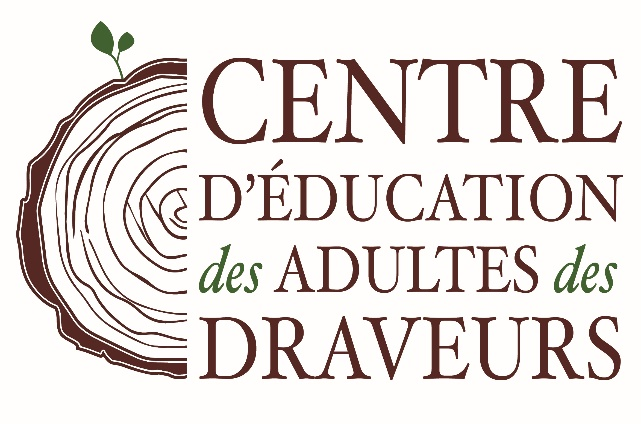 CENTRE
D'ÉDUCATION
des ADULTES des
DRAVEURS